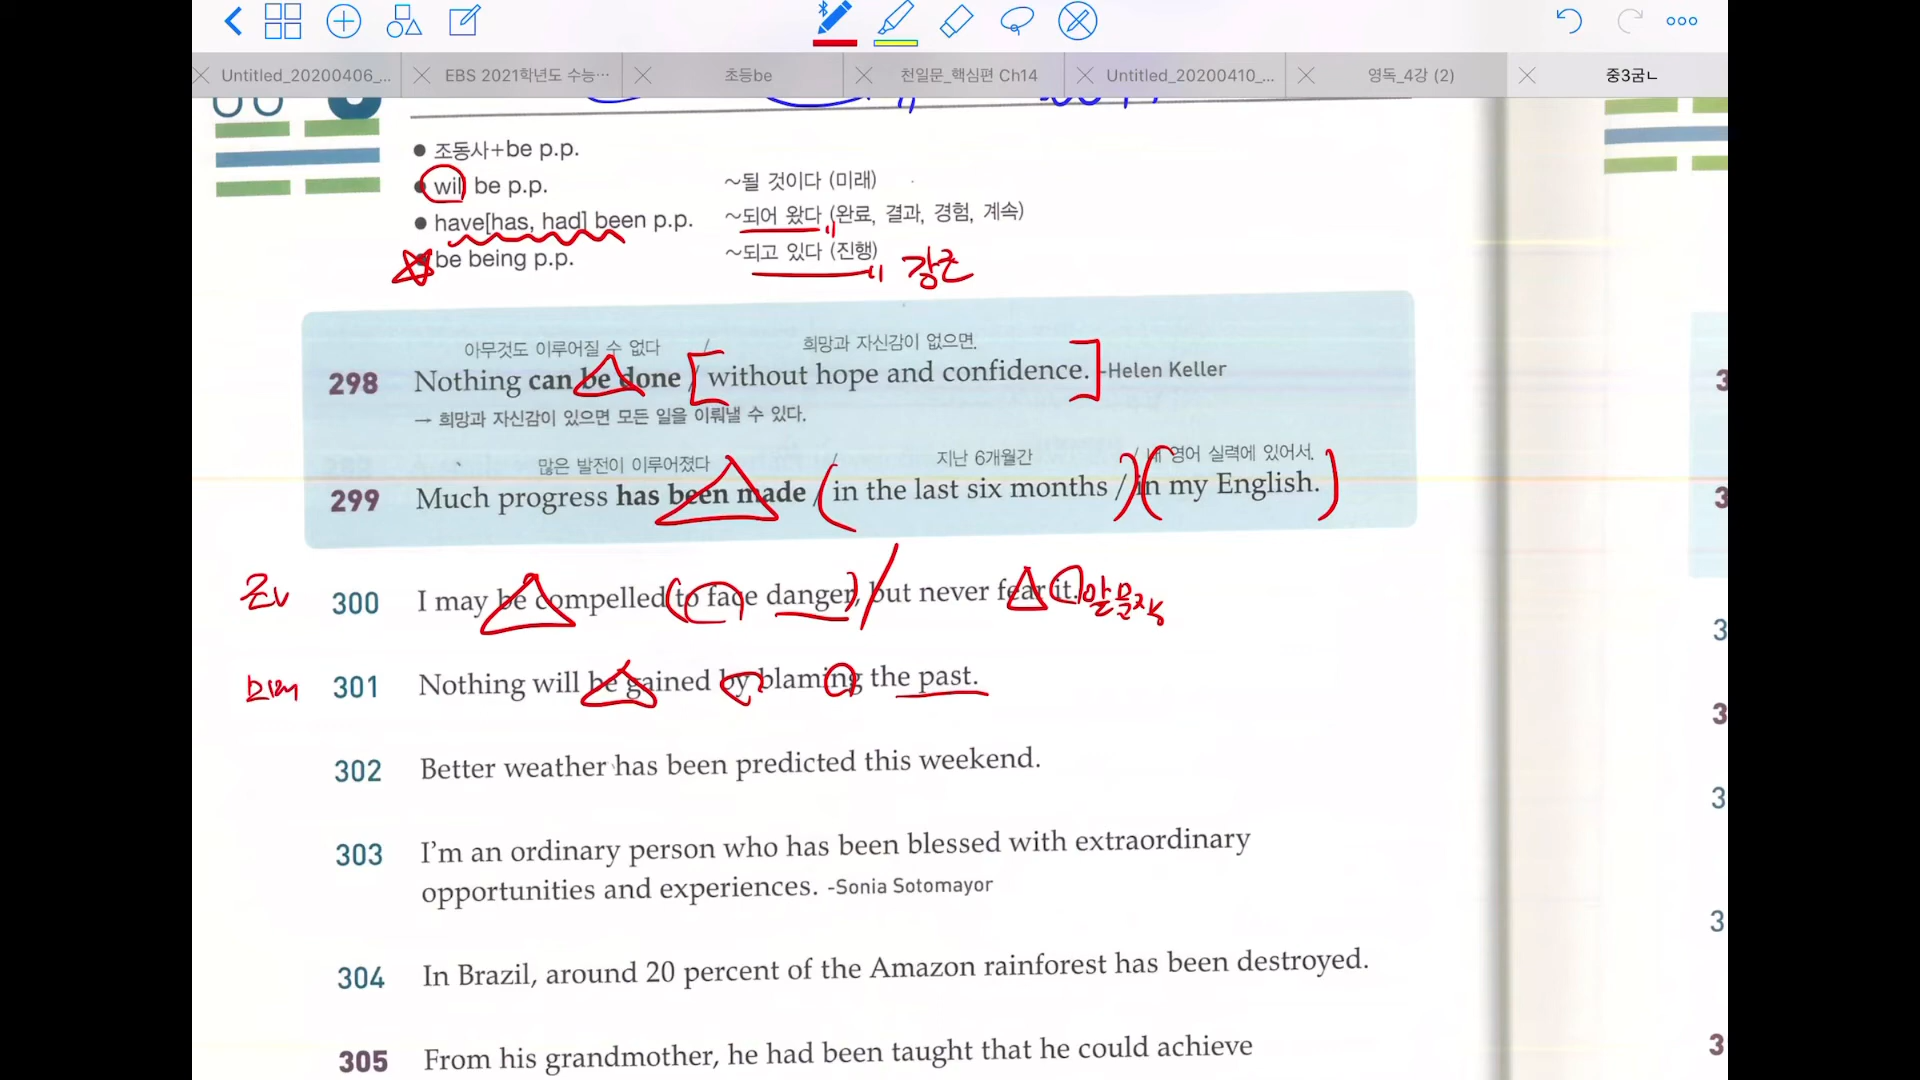 Untitled_20200406_...
EBS 2021학년도 수능...
초등be
천일문_핵심편 Ch14
Untitled_20200410_...
영독_4강 (2)
중3굼ㄴ
● 조동사+be p.p.
● will be p.p. ~될 것이다 (미래)
● have[has, had] been p.p. ~되어 왔다 (완료, 결과, 경험, 계속)
be being p.p. ~되고 있다 (진행)
아무것도 이루어질 수 없다 / 희망과 자신감이 없으면.
298 Nothing can be done / without hope and confidence. -Helen Keller
→ 희망과 자신감이 있으면 모든 일을 이뤄낼 수 있다.
많은 발전이 이루어졌다 / 지난 6개월간 / 내 영어 실력에 있어서.
299 Much progress has been made / in the last six months / in my English.
300 I may be compelled to face danger, but never fear it.
미래 301 Nothing will be gained by blaming the past.
302 Better weather has been predicted this weekend.
303 I'm an ordinary person who has been blessed with extraordinary
opportunities and experiences. -Sonia Sotomayor
304 In Brazil, around 20 percent of the Amazon rainforest has been destroyed.
305 From his grandmother, he had been taught that he could achieve